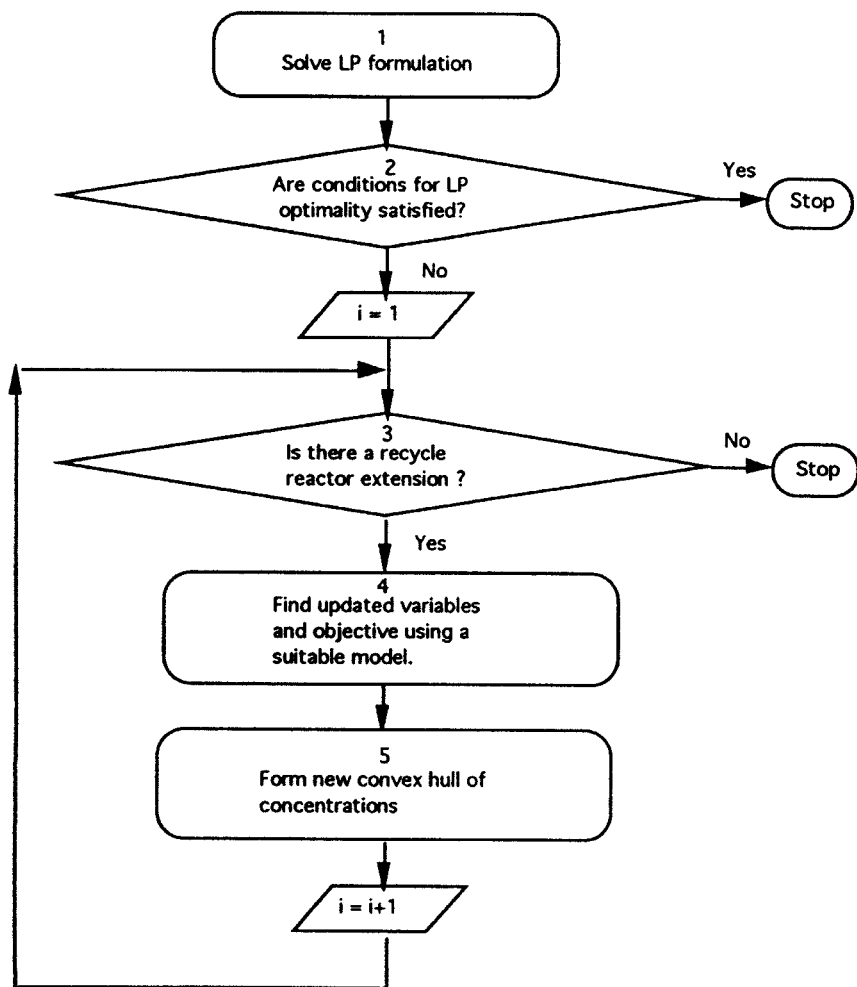 1
Solve LP formulation
2
Are conditions for LP
optimality satisfied?
Yes
Stop
No
i = 1
3
Is there a recycle
reactor extension ?
No
Stop
Yes
4
Find updated variables
and objective using a
suitable model.
5
Form new convex hull of
concentrations
i = i+1